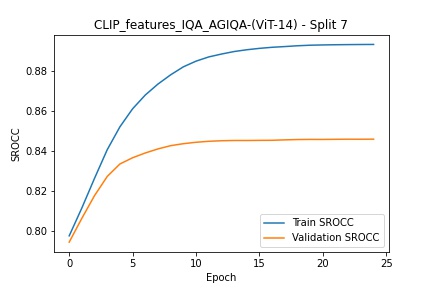 CLIP_features_IQA_AGIQA-(ViT-14) - Split 7
SROCC
0.88
0.86
0.84
0.82
0.80
Train SROCC
Validation SROCC
0 5 10 15 20 25
Epoch